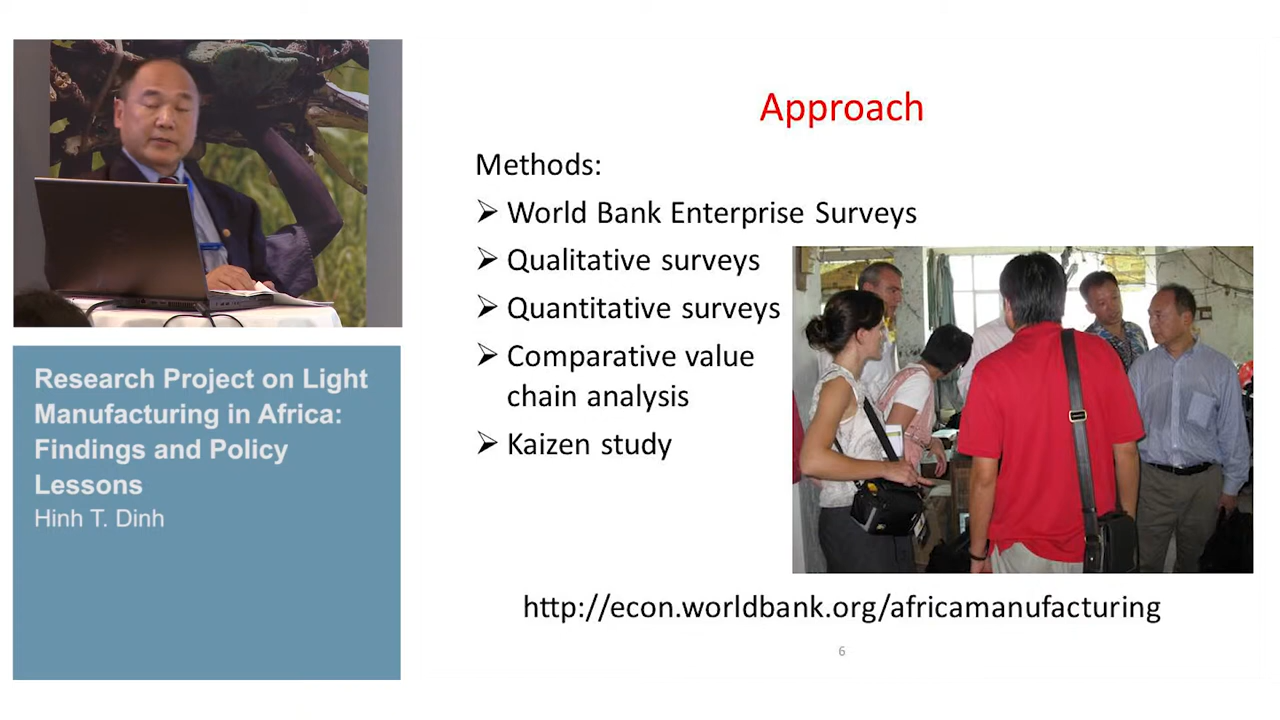 Research Project on Light
Manufacturing in Africa:
Findings and Policy
Lessons
Hinh T. Dinh
Approach
Methods:
➢ World Bank Enterprise Surveys
➢ Qualitative surveys
➢ Quantitative surveys
➢ Comparative value
chain analysis
➢ Kaizen study
http://econ.worldbank.org/africamanufacturing
6